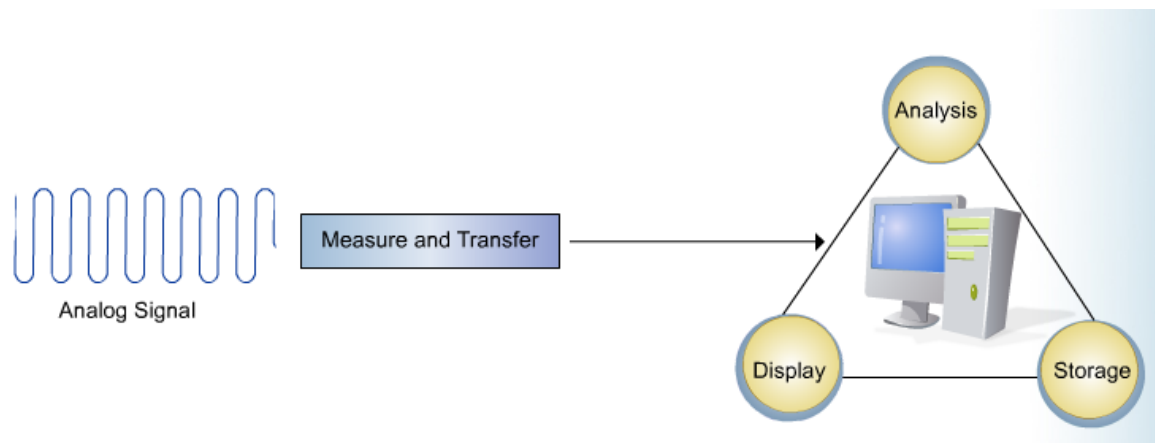 Analog Signal
Measure and Transfer
Analysis
Display
Storage